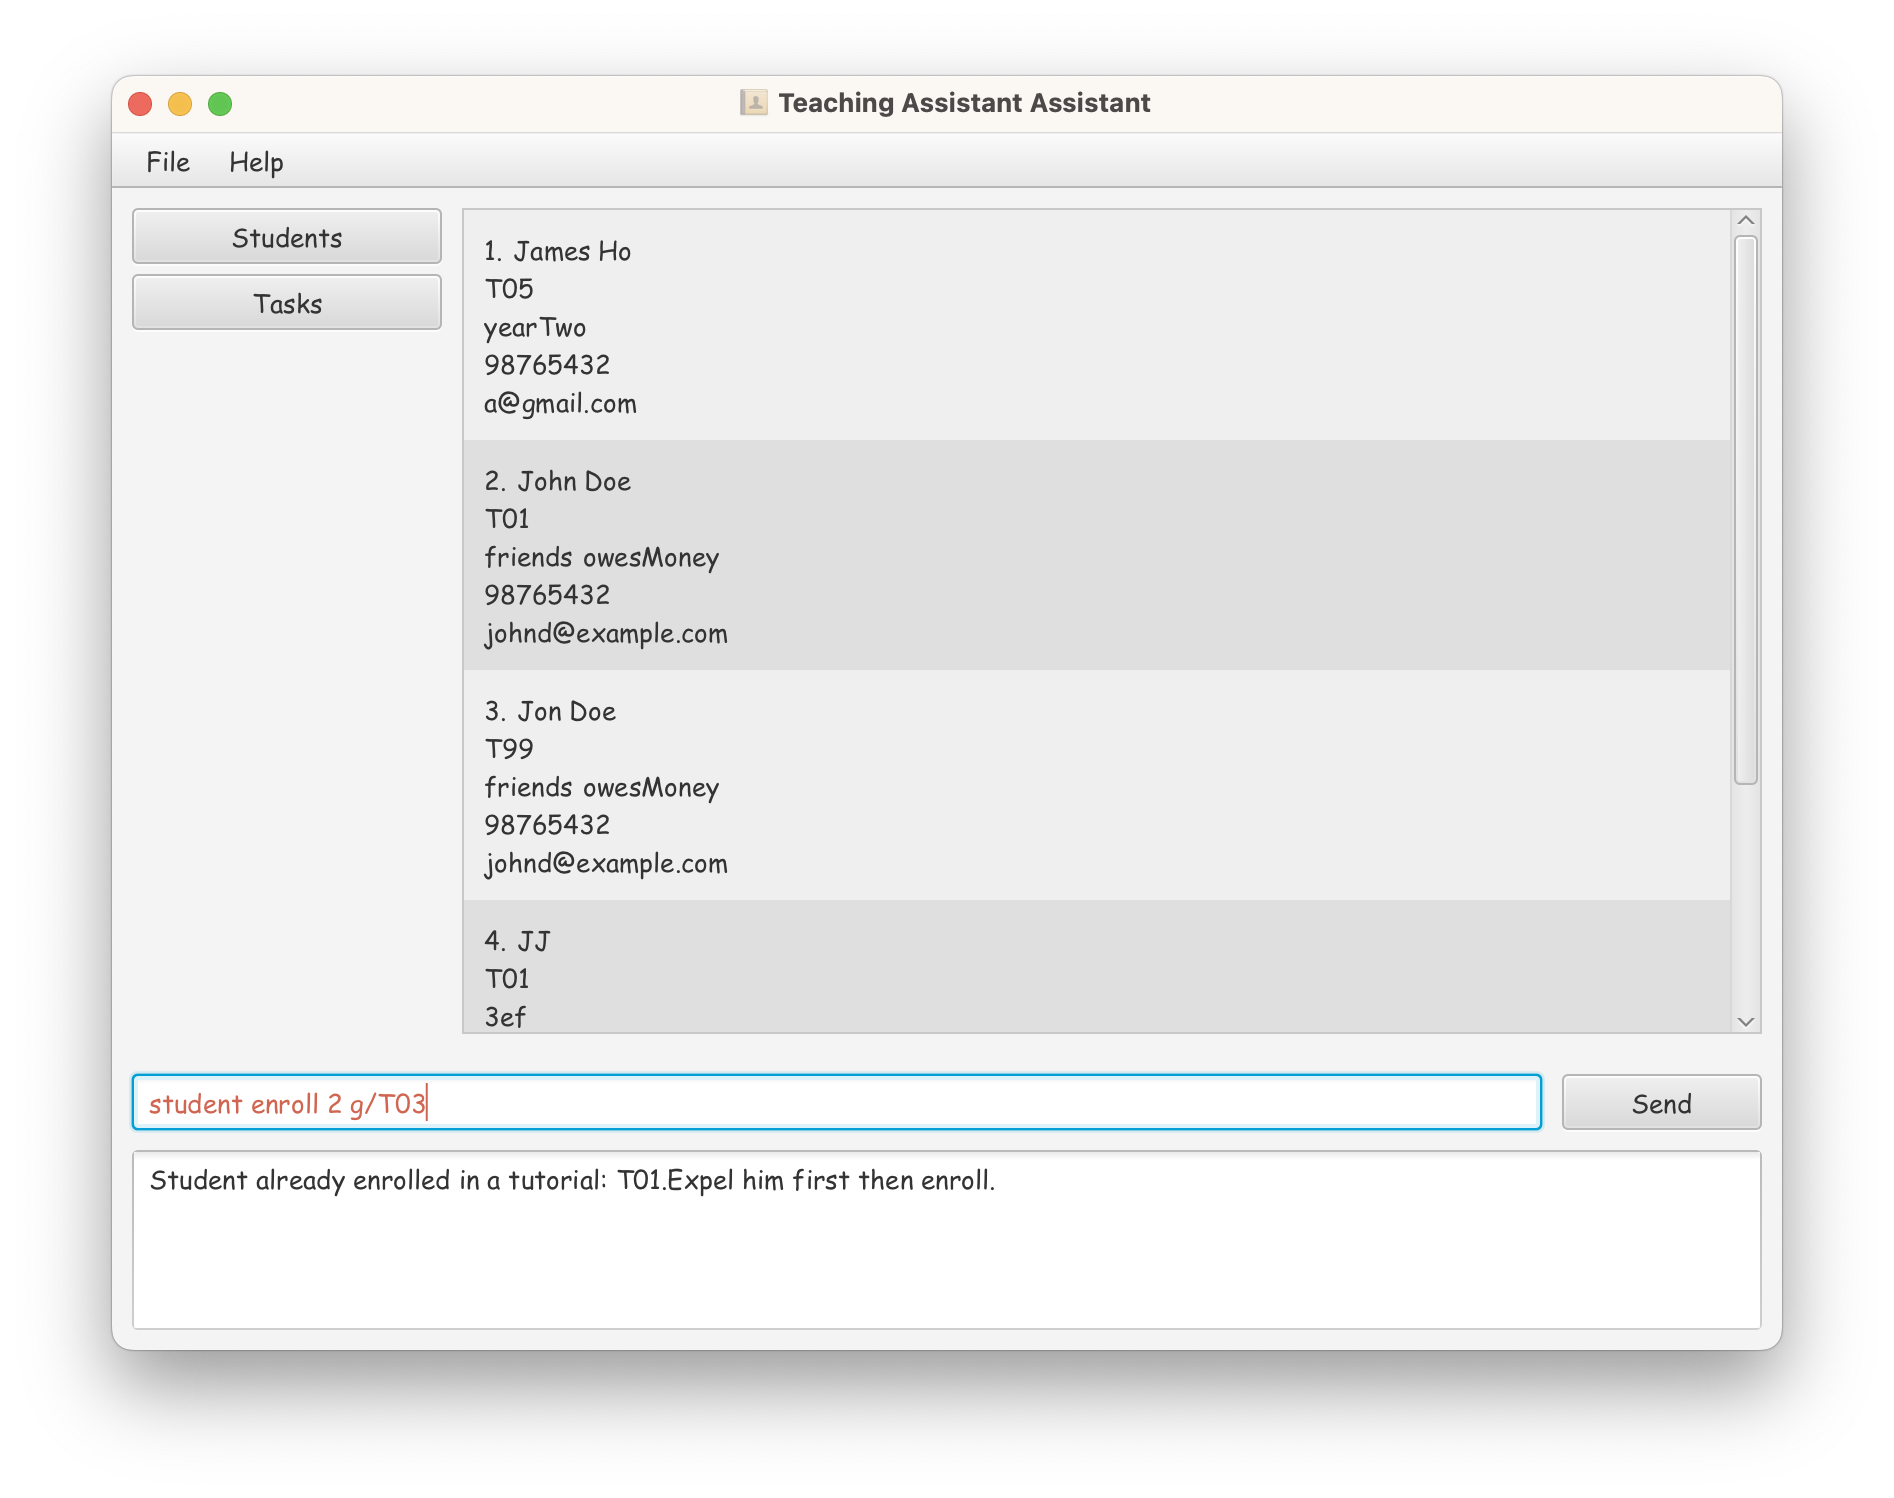 Teaching Assistant Assistant
File Help
Students
Tasks
1. James Ho
T05
yearTwo
98765432
a@gmail.com
2. John Doe
T01
friends owesMoney
98765432
johnd@example.com
3. Jon Doe
T99
friends owesMoney
98765432
johnd@example.com
4. JJ
T01
3ef
student enroll 2 g/T03
Send
Student already enrolled in a tutorial: T01.Expel him first then enroll.